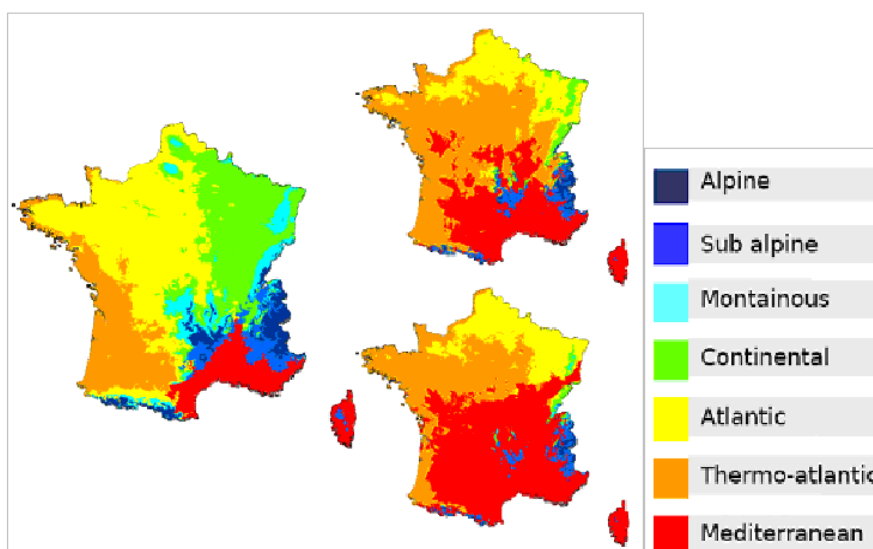 Alpine
Sub alpine
Montainous
Continental
Atlantic
Thermo-atlantic
Mediterranean